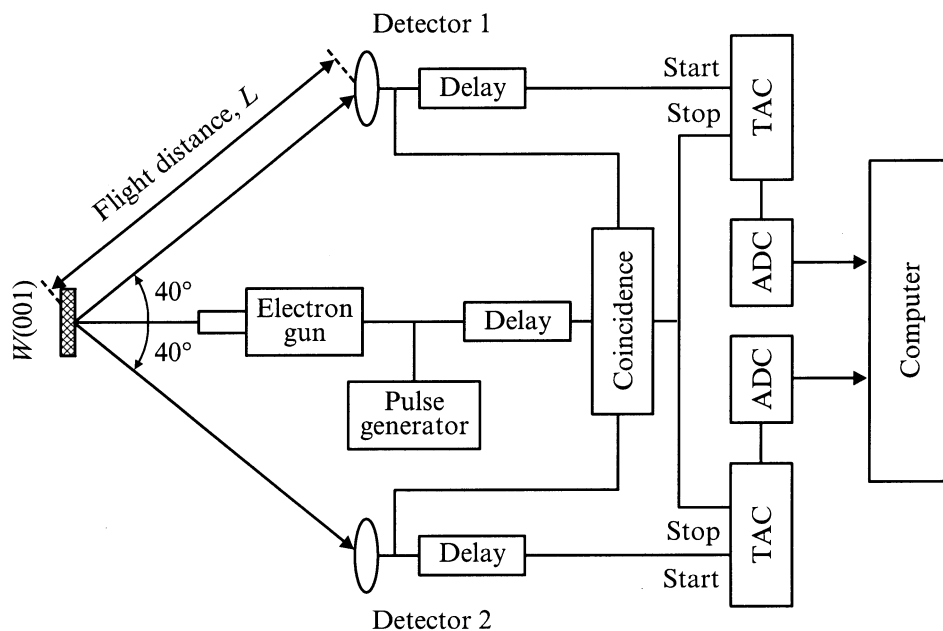 Detector 1
Delay
Start
Stop
TAC
Flight distance, L
ADC
W(001)
40°
40°
Electron
gun
Delay
Coincidence
Computer
Pulse
generator
ADC
TAC
Stop
Start
Delay
Detector 2